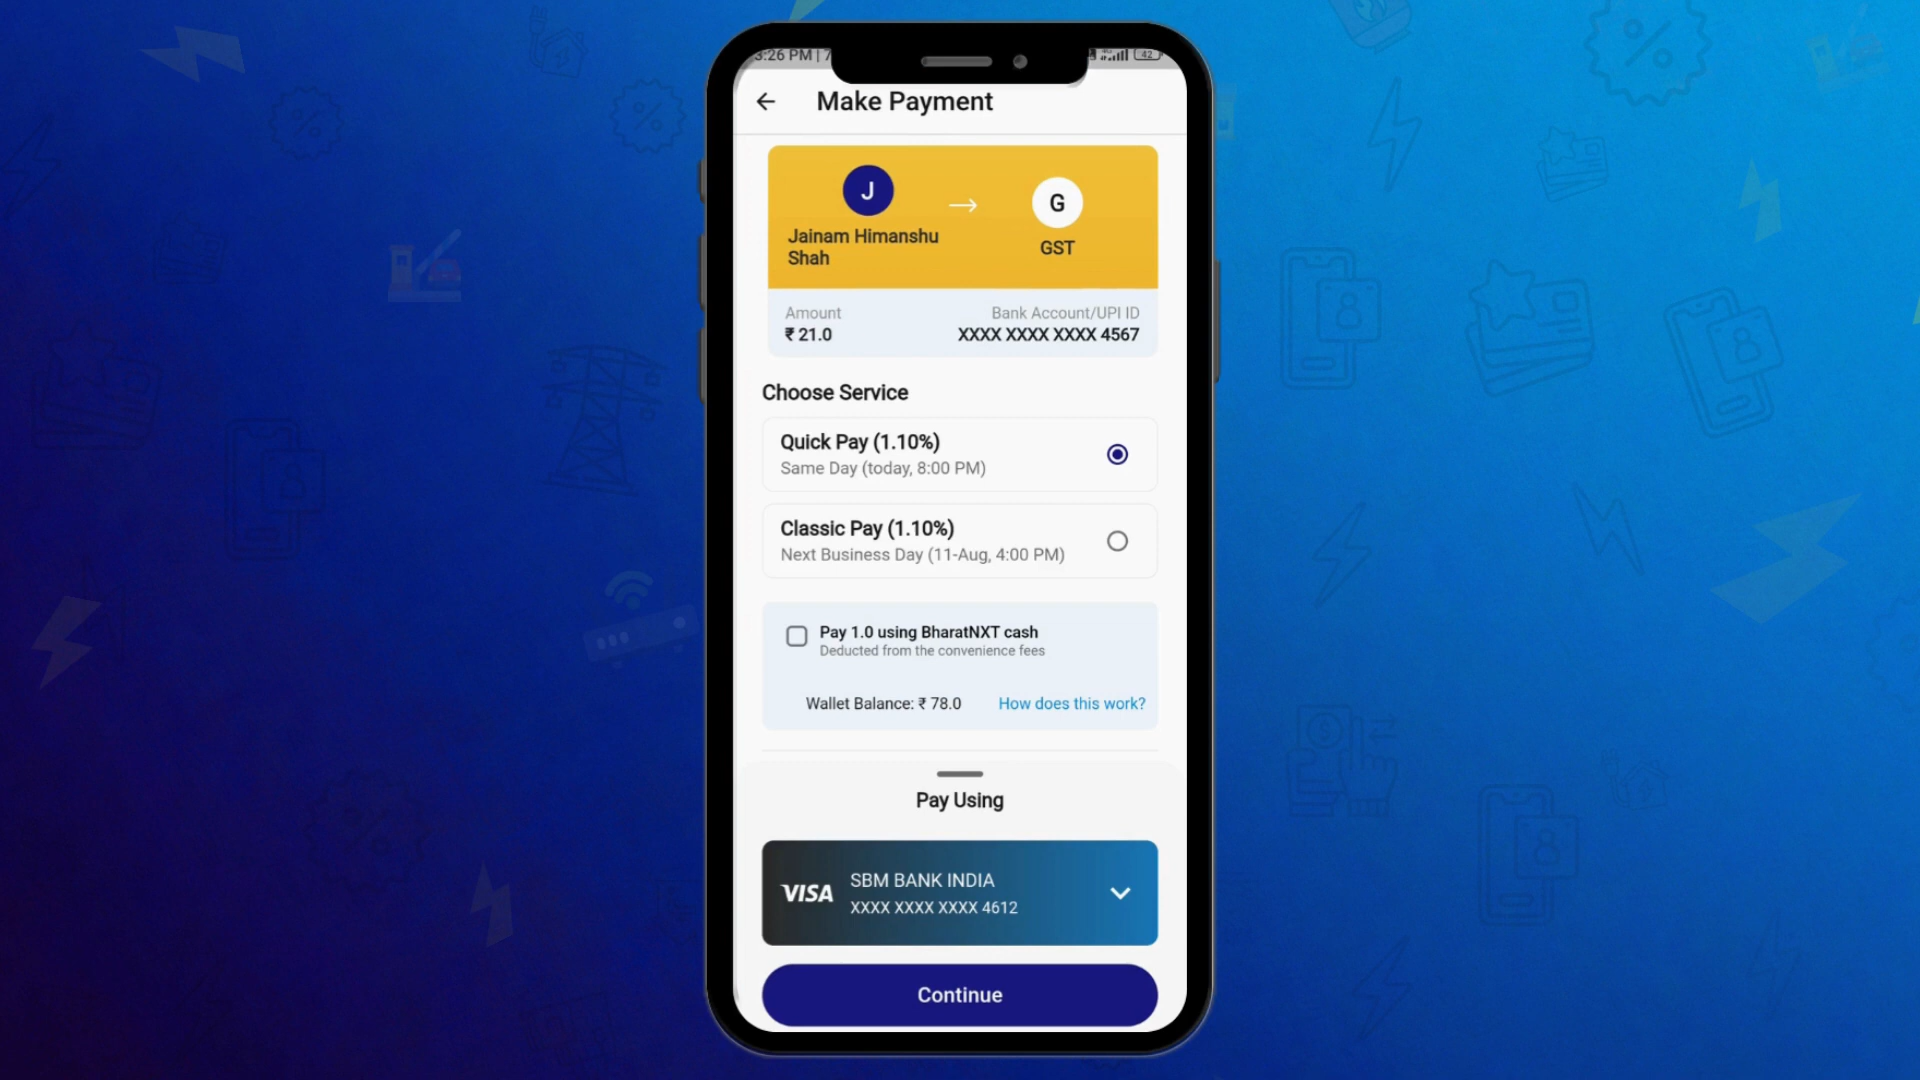 3:26 PM | 7
42
Make Payment
J
G
Jainam Himanshu
Shah
GST
Amount
Bank Account/UPI ID
₹ 21.0
XXXX XXXX XXXX 4567
Choose Service
Quick Pay (1.10%)
Same Day (today, 8:00 PM)
Classic Pay (1.10%)
Next Business Day (11-Aug, 4:00 PM)
Pay 1.0 using BharatNXT cash
Deducted from the convenience fees
Wallet Balance: ₹ 78.0
How does this work?
Pay Using
VISA
SBM BANK INDIA
XXXX XXXX XXXX 4612
Continue